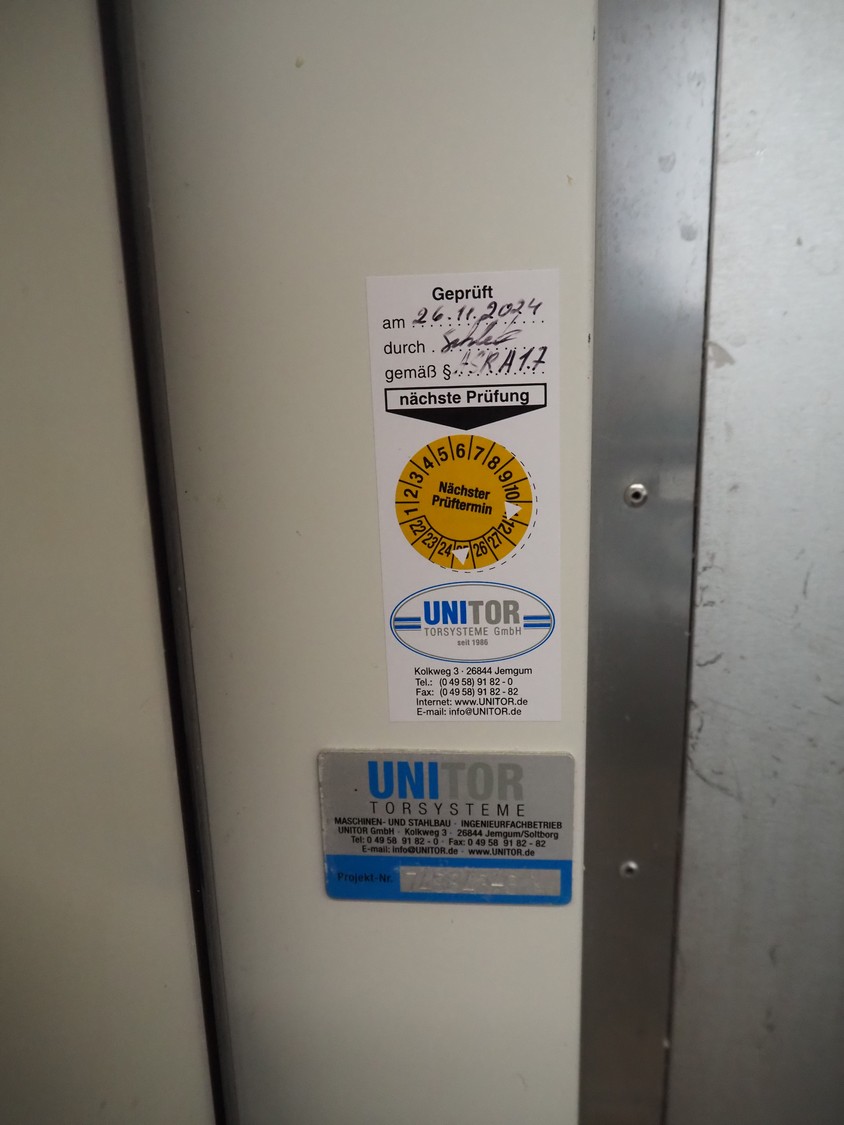 Geprüft
am 26.11.2024
durch
gemäß § ASR A1.7
nächste Prüfung
1 2 3 4 5 6 7 8 9 10
Nächster
Prüftermin
22 23 24 26 27
UNITOR
TORSYSTEME GmbH
seit 1986
Kolkweg 3 · 26844 Jemgum
Tel.: (0 49 58) 91 82 - 0
Fax: (0 49 58) 91 82 - 82
Internet: www.UNITOR.de
E-mail: info@UNITOR.de
UNITOR
TORSYSTEME
MASCHINEN- UND STAHLBAU · INGENIEURFACHBETRIEB
UNITOR GmbH · Kolkweg 3 · 26844 Jemgum/Soltborg
Tel: 0 49 58 91 82 - 0 · Fax: 0 49 58 91 82 - 82
E-mail: info@UNITOR.de · www.UNITOR.de
Projekt-Nr.